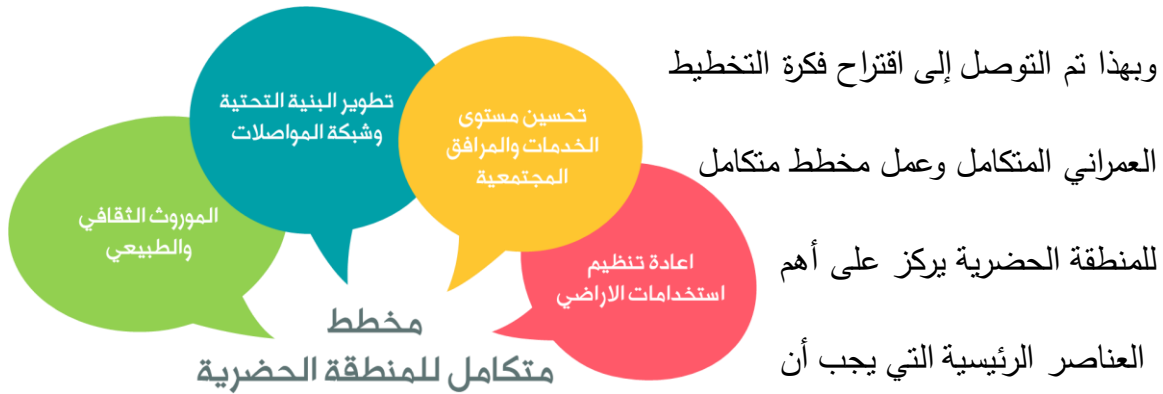 وبهذا تم التوصل إلى اقتراح فكرة التخطيط
العمراني المتكامل وعمل مخطط متكامل
للمنطقة الحضرية يركز على أهم
العناصر الرئيسية التي يجب أن
اعادة تنظيم
استخدامات الاراضي
تحسين مستوى
الخدمات والمرافق
المجتمعية
تطوير البنية التحتية
وشبكة المواصلات
الموروث الثقافي
والطبيعي
مخطط
متكامل للمنطقة الحضرية